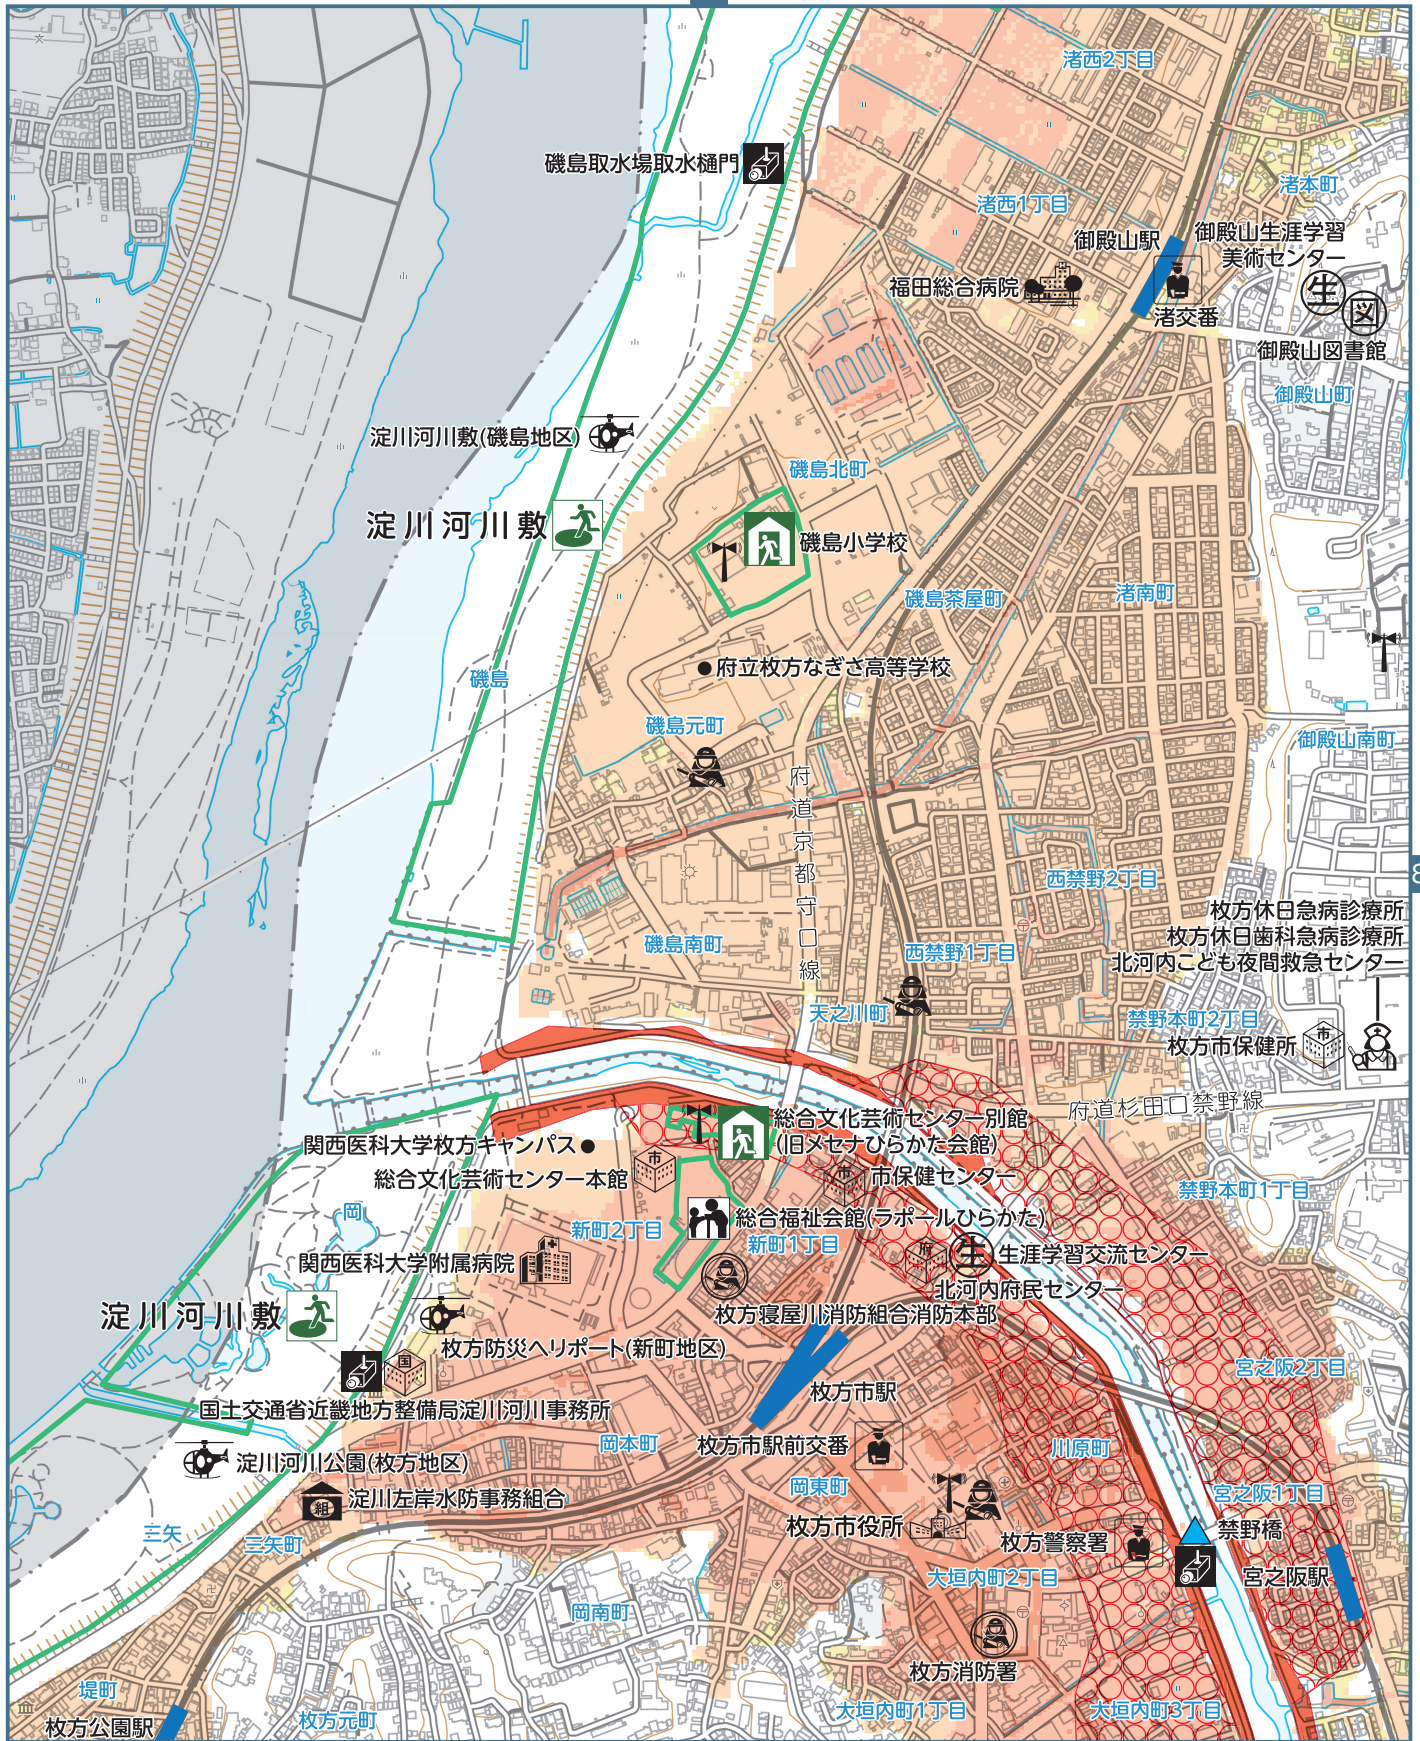 渚西2丁目
渚本町
磯島取水場取水樋門
渚西1丁目
御殿山駅
御殿山生涯学習
美術センター
生
図
福田総合病院
渚交番
御殿山図書館
御殿山町
淀川河川敷(磯島地区)
磯島北町
淀川河川敷
磯島小学校
磯島茶屋町
渚南町
府立枚方なぎさ高等学校
磯島
磯島元町
御殿山南町
府道京都守口線
8
西禁野2丁目
枚方休日急病診療所
枚方休日歯科急病診療所
北河内こども夜間救急センター
磯島南町
西禁野1丁目
天之川町
禁野本町2丁目
枚方市保健所
市
府道杉田口禁野線
総合文化芸術センター別館
(旧メセナひらかた会館)
関西医科大学枚方キャンパス
総合文化芸術センター本館
市
市
市保健センター
禁野本町1丁目
岡
新町2丁目
総合福祉会館(ラポールひらかた)
新町1丁目
関西医科大学附属病院
府
生
生涯学習交流センター
北河内府民センター
淀川河川敷
枚方寝屋川消防組合消防本部
枚方防災ヘリポート(新町地区)
国
宮之阪2丁目
枚方市駅
国土交通省近畿地方整備局淀川河川事務所
岡本町
枚方市駅前交番
川原町
淀川河川公園(枚方地区)
岡東町
宮之阪1丁目
組
淀川左岸水防事務組合
三矢
三矢町
枚方市役所
枚方警察署
禁野橋
大垣内町2丁目
宮之阪駅
岡南町
枚方消防署
堤町
枚方公園駅
枚方元町
大垣内町1丁目
大垣内町3丁目